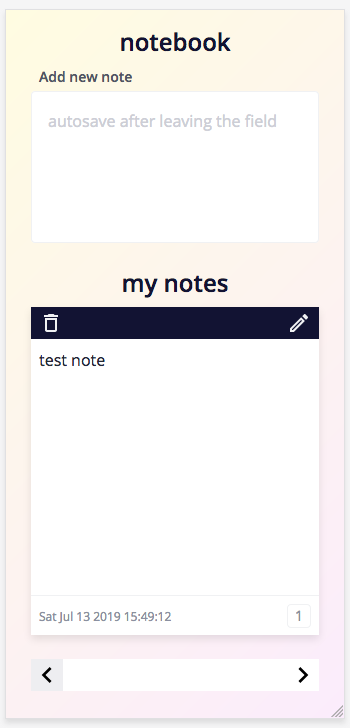 notebook
Add new note
autosave after leaving the field
my notes
test note
Sat Jul 13 2019 15:49:12
1